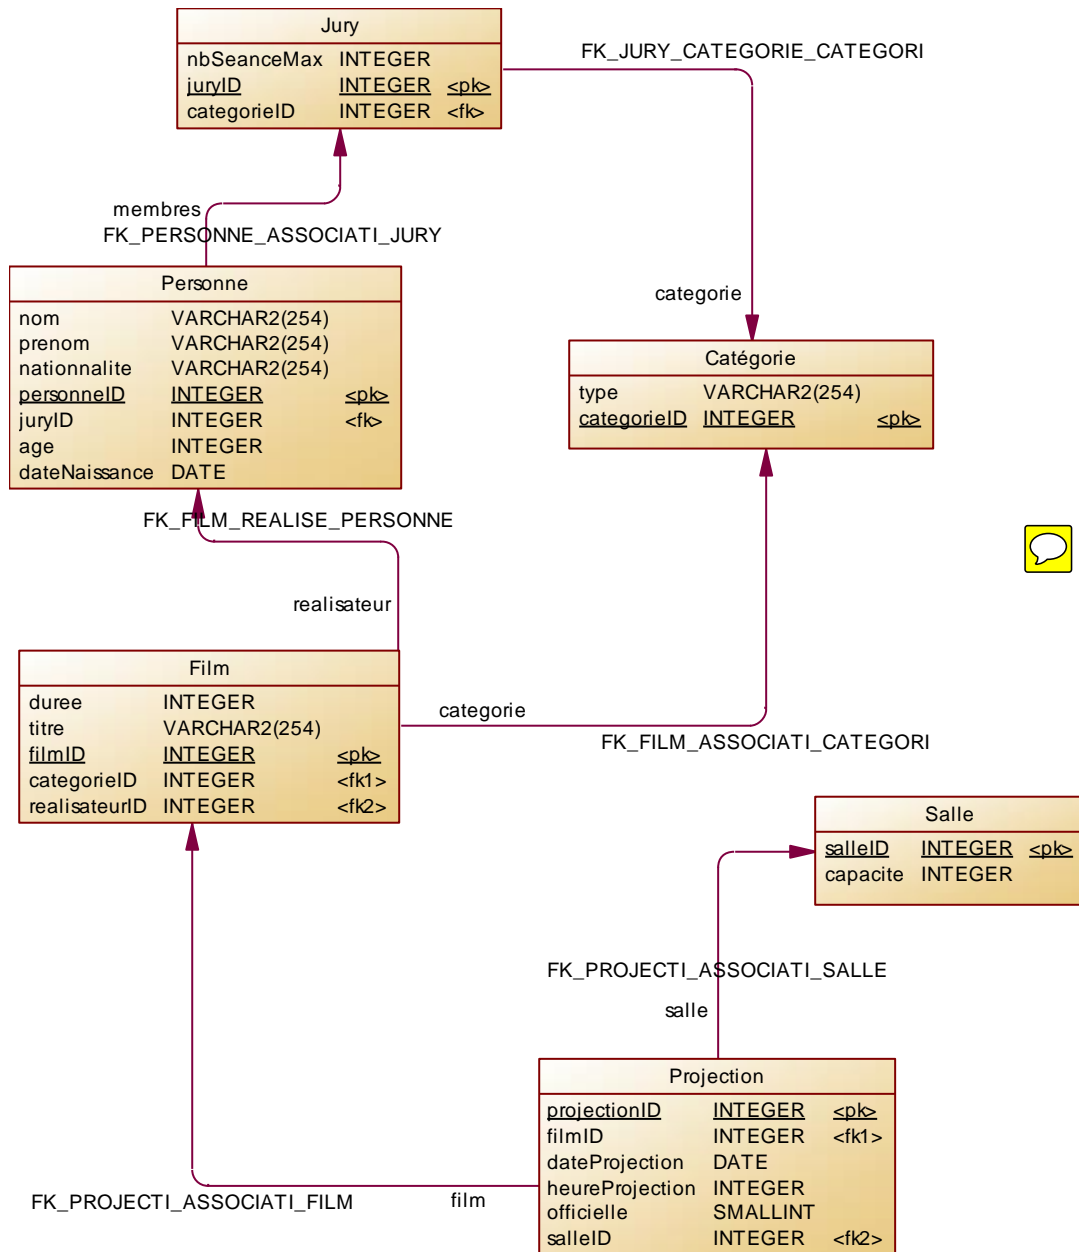 Jury
nbSeanceMax INTEGER
juryID INTEGER <pk>
categorieID INTEGER <fk>
FK_JURY_CATEGORIE_CATEGORI
membres
FK_PERSONNE_ASSOCIATI_JURY
Personne
nom VARCHAR2(254)
prenom VARCHAR2(254)
nationnalite VARCHAR2(254)
personneID INTEGER <pk>
juryID INTEGER <fk>
age INTEGER
dateNaissance DATE
categorie
Catégorie
type VARCHAR2(254)
categorieID INTEGER <pk>
FK_FILM_REALISE_PERSONNE
realisateur
Film
duree INTEGER
titre VARCHAR2(254)
filmID INTEGER <pk>
categorieID INTEGER <fk1>
realisateurID INTEGER <fk2>
categorie
FK_FILM_ASSOCIATI_CATEGORI
Salle
salleID INTEGER <pk>
capacite INTEGER
FK_PROJECTI_ASSOCIATI_SALLE
salle
Projection
projectionID INTEGER <pk>
filmID INTEGER <fk1>
dateProjection DATE
heureProjection INTEGER
officielle SMALLINT
salleID INTEGER <fk2>
FK_PROJECTI_ASSOCIATI_FILM
film